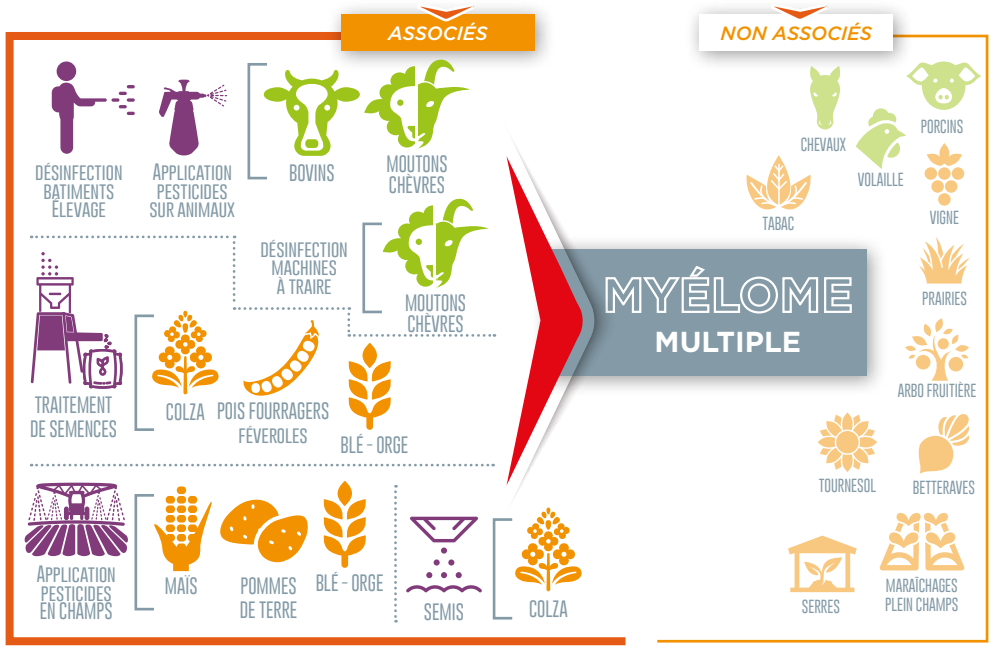 ASSOCIÉS
NON ASSOCIÉS
DÉSINFECTION
BATIMENTS
ÉLEVAGE
APPLICATION
PESTICIDES
SUR ANIMAUX
BOVINS
MOUTONS
CHÈVRES
DÉSINFECTION
MACHINES
À TRAIRE
MOUTONS
CHÈVRES
TRAITEMENT
DE SEMENCES
COLZA
POIS FOURRAGERS
FÉVEROLES
BLÉ – ORGE
APPLICATION
PESTICIDES
EN CHAMPS
MAÏS
POMMES
DE TERRE
BLÉ – ORGE
SEMIS
COLZA
MYÉLOME
MULTIPLE
CHEVAUX
PORCINS
VOLAILLE
TABAC
VIGNE
PRAIRIES
ARBO FRUITIÈRE
TOURNESOL
BETTERAVES
SERRES
MARAÎCHAGES
PLEIN CHAMPS